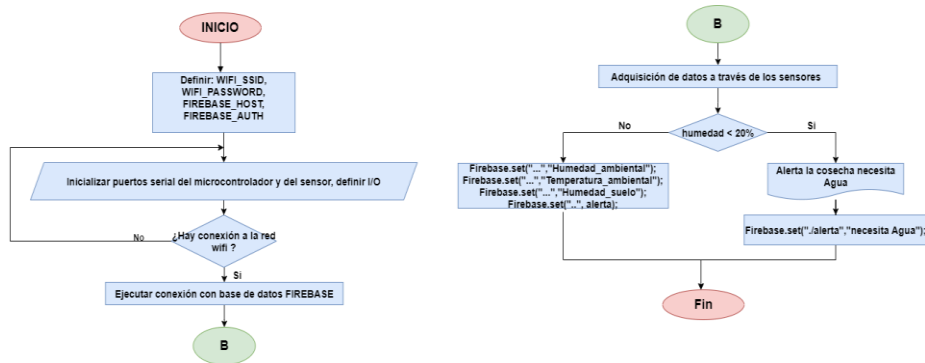 INICIO
Definir: WIFI_SSID,
WIFI_PASSWORD,
FIREBASE_HOST,
FIREBASE_AUTH
Inicializar puertos serial del microcontrolador y del sensor, definir I/O
¿Hay conexión a la red
wifi ?
No
Si
Ejecutar conexión con base de datos FIREBASE
B
B
Adquisición de datos a través de los sensores
humedad < 20%
No
Si
Firebase.set("...","Humedad_ambiental");
Firebase.set("...","Temperatura_ambiental");
Firebase.set("...","Humedad_suelo");
Firebase.set("..", alerta);
Alerta la cosecha necesita
Agua
Firebase.set("./alerta","necesita Agua");
Fin